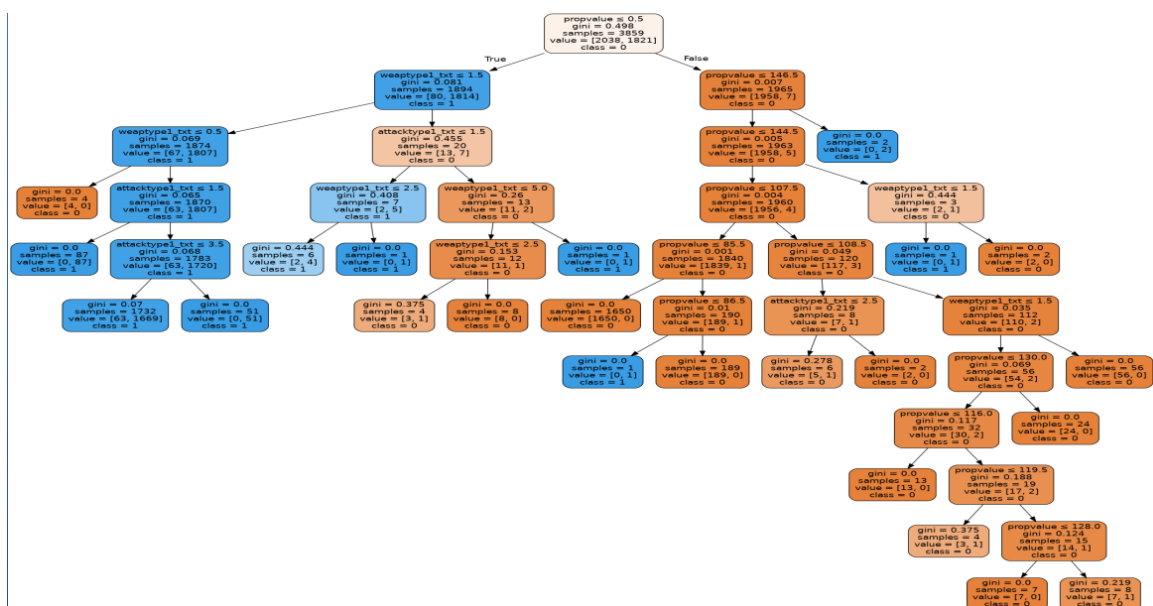 propvalue ≤ 0.5
gini = 0.498
samples = 3859
value = [2038, 1821]
class = 0
True
False
weaptype1_txt ≤ 1.5
gini = 0.081
samples = 1894
value = [80, 1814]
class = 1
propvalue ≤ 146.5
gini = 0.007
samples = 1965
value = [1958, 7]
class = 0
weaptype1_txt ≤ 0.5
gini = 0.069
samples = 1874
value = [67, 1807]
class = 1
attacktype1_txt ≤ 1.5
gini = 0.455
samples = 20
value = [13, 7]
class = 0
propvalue ≤ 144.5
gini = 0.005
samples = 1963
value = [1958, 5]
class = 0
gini = 0.0
samples = 2
value = [0, 2]
class = 1
gini = 0.0
samples = 4
value = [4, 0]
class = 0
attacktype1_txt ≤ 1.5
gini = 0.065
samples = 1870
value = [63, 1807]
class = 1
weaptype1_txt ≤ 2.5
gini = 0.408
samples = 7
value = [2, 5]
class = 1
weaptype1_txt ≤ 5.0
gini = 0.26
samples = 13
value = [11, 2]
class = 0
propvalue ≤ 107.5
gini = 0.004
samples = 1960
value = [1956, 4]
class = 0
weaptype1_txt ≤ 1.5
gini = 0.444
samples = 3
value = [2, 1]
class = 0
gini = 0.0
samples = 87
value = [0, 87]
class = 1
attacktype1_txt ≤ 3.5
gini = 0.068
samples = 1783
value = [63, 1720]
class = 1
gini = 0.444
samples = 6
value = [2, 4]
class = 1
gini = 0.0
samples = 1
value = [0, 1]
class = 1
weaptype1_txt ≤ 2.5
gini = 0.153
samples = 12
value = [11, 1]
class = 0
gini = 0.0
samples = 1
value = [0, 1]
class = 1
propvalue ≤ 85.5
gini = 0.001
samples = 1840
value = [1839, 1]
class = 0
propvalue ≤ 108.5
gini = 0.049
samples = 120
value = [117, 3]
class = 0
gini = 0.0
samples = 1
value = [0, 1]
class = 1
gini = 0.0
samples = 2
value = [2, 0]
class = 0
gini = 0.07
samples = 1732
value = [63, 1669]
class = 1
gini = 0.0
samples = 51
value = [0, 51]
class = 1
gini = 0.375
samples = 4
value = [3, 1]
class = 0
gini = 0.0
samples = 8
value = [8, 0]
class = 0
gini = 0.0
samples = 1650
value = [1650, 0]
class = 0
propvalue ≤ 86.5
gini = 0.01
samples = 190
value = [189, 1]
class = 0
attacktype1_txt ≤ 2.5
gini = 0.219
samples = 8
value = [7, 1]
class = 0
weaptype1_txt ≤ 1.5
gini = 0.035
samples = 112
value = [110, 2]
class = 0
gini = 0.0
samples = 1
value = [0, 1]
class = 1
gini = 0.0
samples = 189
value = [189, 0]
class = 0
gini = 0.278
samples = 6
value = [5, 1]
class = 0
gini = 0.0
samples = 2
value = [2, 0]
class = 0
propvalue ≤ 130.0
gini = 0.069
samples = 56
value = [54, 2]
class = 0
gini = 0.0
samples = 56
value = [56, 0]
class = 0
propvalue ≤ 116.0
gini = 0.117
samples = 32
value = [30, 2]
class = 0
gini = 0.0
samples = 24
value = [24, 0]
class = 0
gini = 0.0
samples = 13
value = [13, 0]
class = 0
propvalue ≤ 119.5
gini = 0.188
samples = 19
value = [17, 2]
class = 0
gini = 0.375
samples = 4
value = [3, 1]
class = 0
propvalue ≤ 128.0
gini = 0.124
samples = 15
value = [14, 1]
class = 0
gini = 0.0
samples = 7
value = [7, 0]
class = 0
gini = 0.219
samples = 8
value = [7, 1]
class = 0